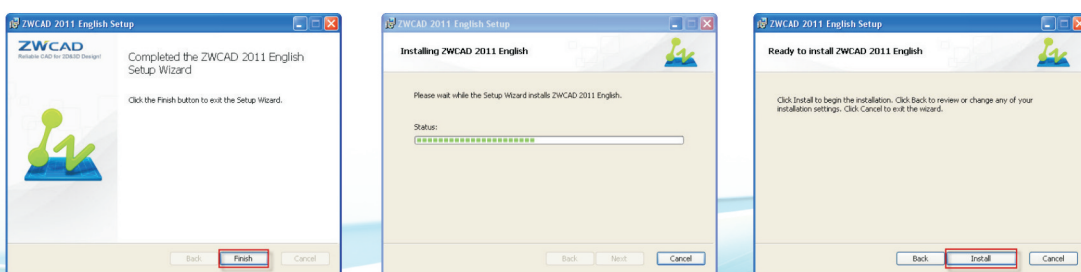 ZWCAD 2011 English Setup
ZWCAD
Reliable CAD for 2D&3D Design!
Completed the ZWCAD 2011 English
Setup Wizard
Click the Finish button to exit the Setup Wizard.
Back
Finish
Cancel
ZWCAD 2011 English Setup
Installing ZWCAD 2011 English
Please wait while the Setup Wizard installs ZWCAD 2011 English.
Status:
Back
Next
Cancel
ZWCAD 2011 English Setup
Ready to install ZWCAD 2011 English
Click Install to begin the installation. Click Back to review or change any of your
installation settings. Click Cancel to exit the wizard.
Back
Install
Cancel